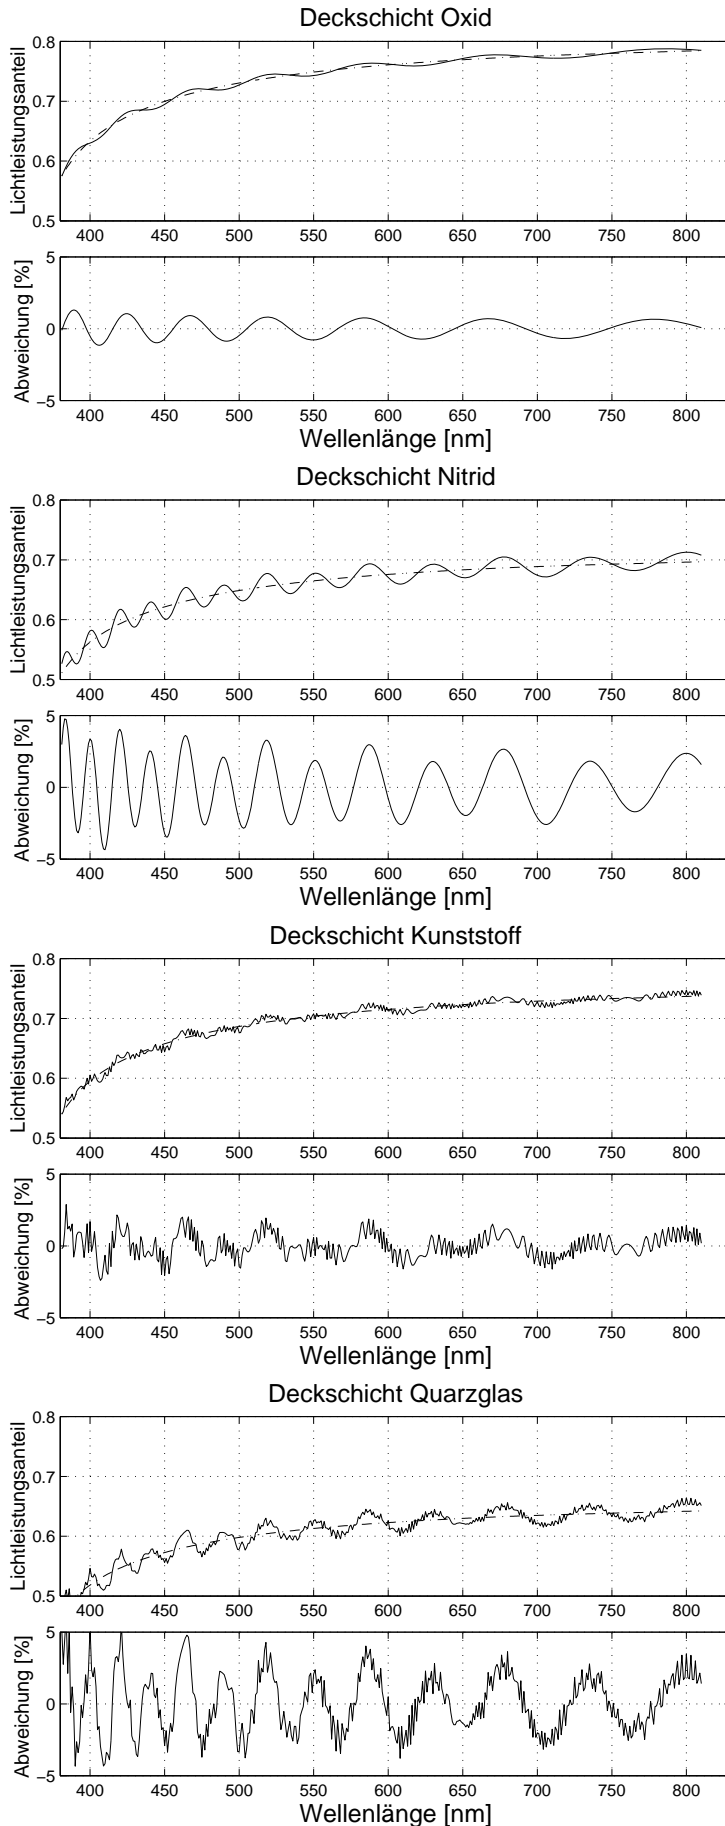 Deckschicht Oxid
0.8
0.7
0.6
0.5
Lichtleistungsanteil
400 450 500 550 600 650 700 750 800
5
0
−5
Abweichung [%]
400 450 500 550 600 650 700 750 800
Wellenlänge [nm]
Deckschicht Nitrid
0.8
0.7
0.6
0.5
Lichtleistungsanteil
400 450 500 550 600 650 700 750 800
5
0
−5
Abweichung [%]
400 450 500 550 600 650 700 750 800
Wellenlänge [nm]
Deckschicht Kunststoff
0.8
0.7
0.6
0.5
Lichtleistungsanteil
400 450 500 550 600 650 700 750 800
5
0
−5
Abweichung [%]
400 450 500 550 600 650 700 750 800
Wellenlänge [nm]
Deckschicht Quarzglas
0.8
0.7
0.6
0.5
Lichtleistungsanteil
400 450 500 550 600 650 700 750 800
5
0
−5
Abweichung [%]
400 450 500 550 600 650 700 750 800
Wellenlänge [nm]